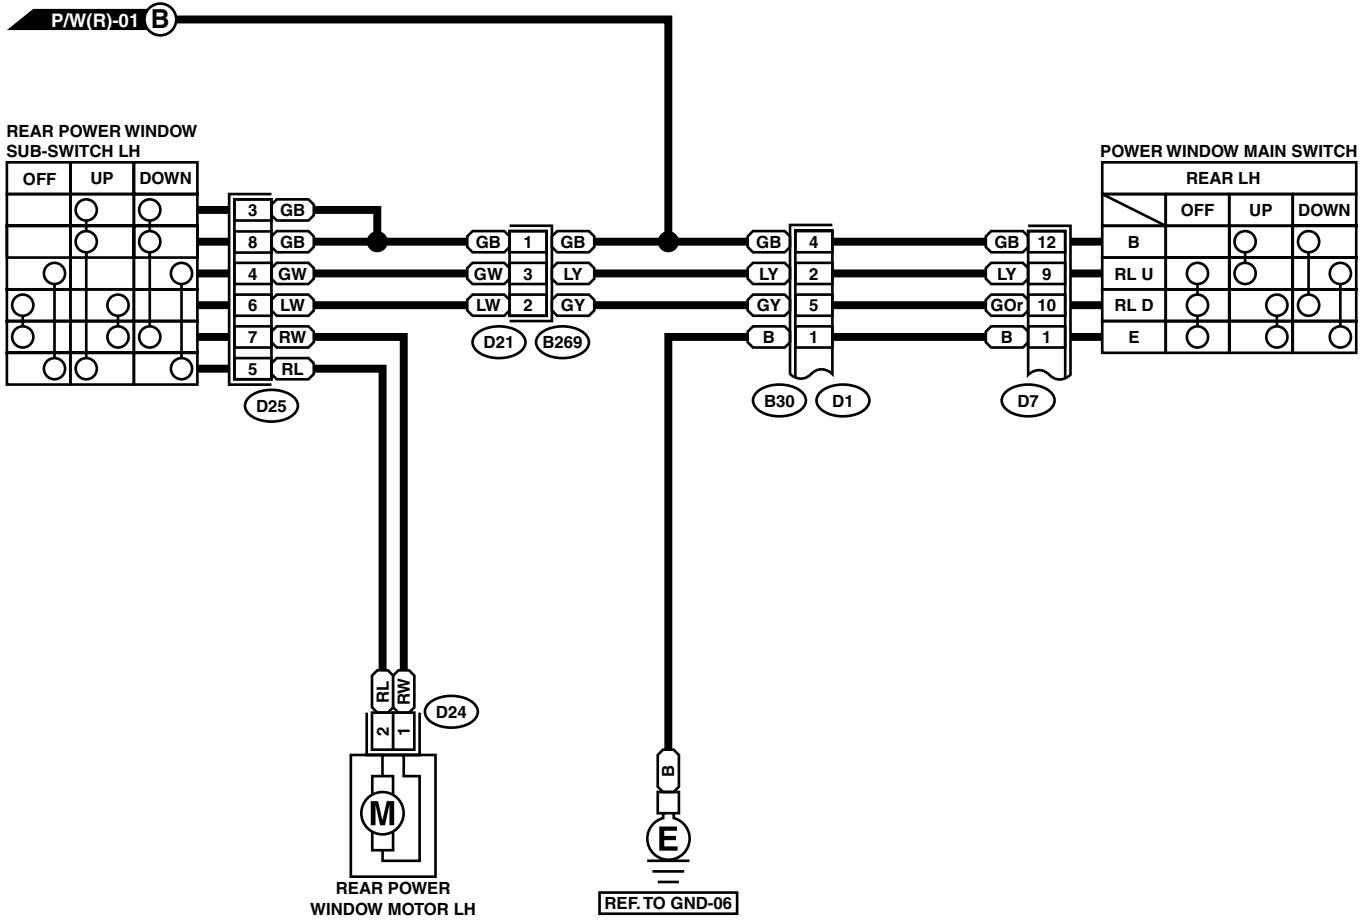 P/W(R)-01 B
REAR POWER WINDOW
SUB-SWITCH LH
OFF UP DOWN
POWER WINDOW MAIN SWITCH
REAR LH
OFF UP DOWN
3 GB
8 GB GB 1 GB GB 4 GB 12 B
4 GW GW 3 LY LY 2 LY 9 RL U
6 LW LW 2 GY GY 5 GOr 10 RL D
7 RW D21 B269 B 1 B 1 E
5 RL
D25 B30 D1 D7
RL RW
D24
2 1
B
M
E
REAR POWER
WINDOW MOTOR LH
REF. TO GND-06